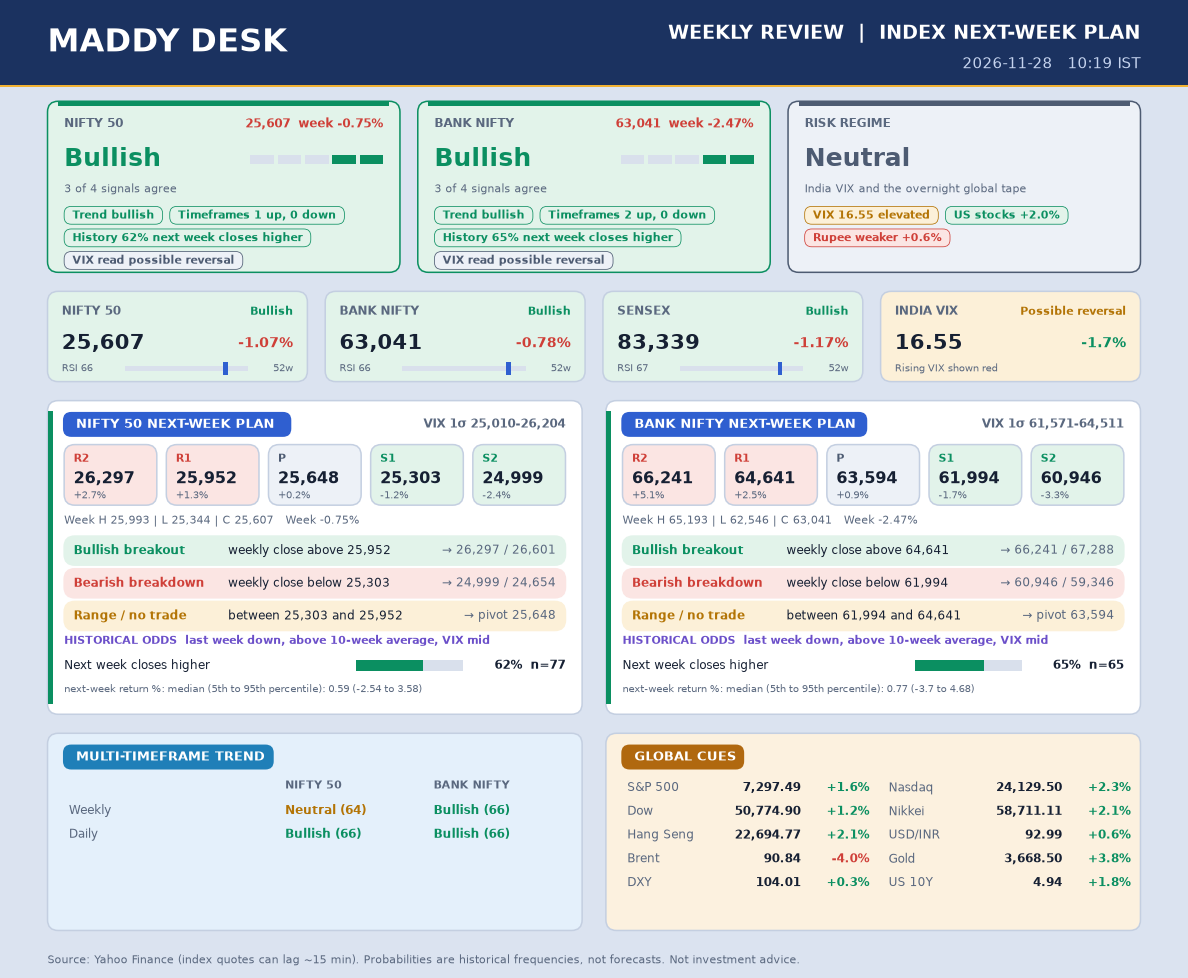 MADDY DESK
WEEKLY REVIEW | INDEX NEXT-WEEK PLAN
2026-11-28 10:19 IST
NIFTY 50
25,607 week -0.75%
Bullish
3 of 4 signals agree
Trend bullish
Timeframes 1 up, 0 down
History 62% next week closes higher
VIX read possible reversal
BANK NIFTY
63,041 week -2.47%
Bullish
3 of 4 signals agree
Trend bullish
Timeframes 2 up, 0 down
History 65% next week closes higher
VIX read possible reversal
RISK REGIME
Neutral
India VIX and the overnight global tape
VIX 16.55 elevated
US stocks +2.0%
Rupee weaker +0.6%
NIFTY 50 Bullish
25,607 -1.07%
RSI 66 52w
BANK NIFTY Bullish
63,041 -0.78%
RSI 66 52w
SENSEX Bullish
83,339 -1.17%
RSI 67 52w
INDIA VIX Possible reversal
16.55 -1.7%
Rising VIX shown red
NIFTY 50 NEXT-WEEK PLAN VIX 1σ 25,010-26,204
R2 R1 P S1 S2
26,297 25,952 25,648 25,303 24,999
+2.7% +1.3% +0.2% -1.2% -2.4%
Week H 25,993 | L 25,344 | C 25,607 Week -0.75%
Bullish breakout weekly close above 25,952 → 26,297 / 26,601
Bearish breakdown weekly close below 25,303 → 24,999 / 24,654
Range / no trade between 25,303 and 25,952 → pivot 25,648
HISTORICAL ODDS last week down, above 10-week average, VIX mid
Next week closes higher 62% n=77
next-week return %: median (5th to 95th percentile): 0.59 (-2.54 to 3.58)
BANK NIFTY NEXT-WEEK PLAN VIX 1σ 61,571-64,511
R2 R1 P S1 S2
66,241 64,641 63,594 61,994 60,946
+5.1% +2.5% +0.9% -1.7% -3.3%
Week H 65,193 | L 62,546 | C 63,041 Week -2.47%
Bullish breakout weekly close above 64,641 → 66,241 / 67,288
Bearish breakdown weekly close below 61,994 → 60,946 / 59,346
Range / no trade between 61,994 and 64,641 → pivot 63,594
HISTORICAL ODDS last week down, above 10-week average, VIX mid
Next week closes higher 65% n=65
next-week return %: median (5th to 95th percentile): 0.77 (-3.7 to 4.68)
MULTI-TIMEFRAME TREND
NIFTY 50 BANK NIFTY
Weekly Neutral (64) Bullish (66)
Daily Bullish (66) Bullish (66)
GLOBAL CUES
S&P 500 7,297.49 +1.6% Nasdaq 24,129.50 +2.3%
Dow 50,774.90 +1.2% Nikkei 58,711.11 +2.1%
Hang Seng 22,694.77 +2.1% USD/INR 92.99 +0.6%
Brent 90.84 -4.0% Gold 3,668.50 +3.8%
DXY 104.01 +0.3% US 10Y 4.94 +1.8%
Source: Yahoo Finance (index quotes can lag ~15 min). Probabilities are historical frequencies, not forecasts. Not investment advice.